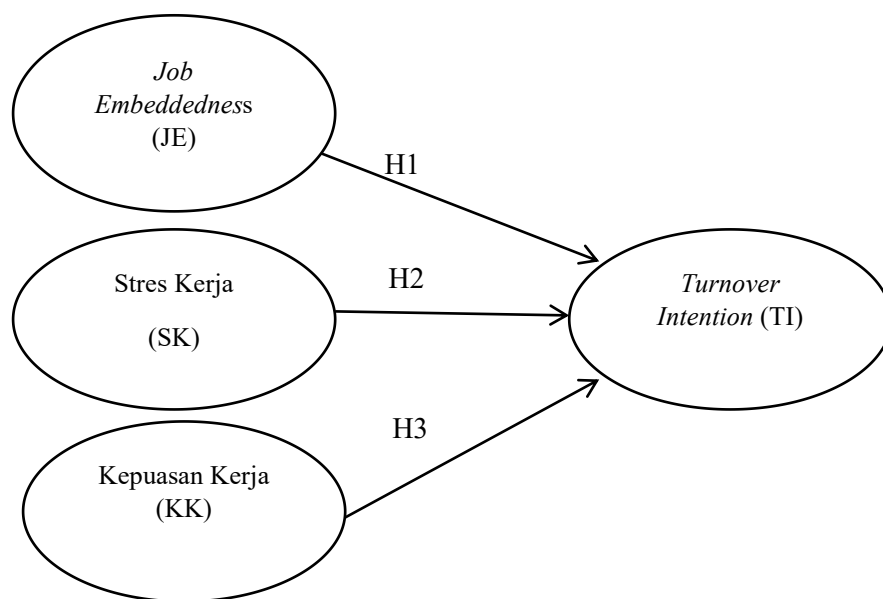 Job
Embeddedness
(JE)
H1
Stres Kerja
(SK)
H2
Turnover
Intention (TI)
Kepuasan Kerja
(KK)
H3